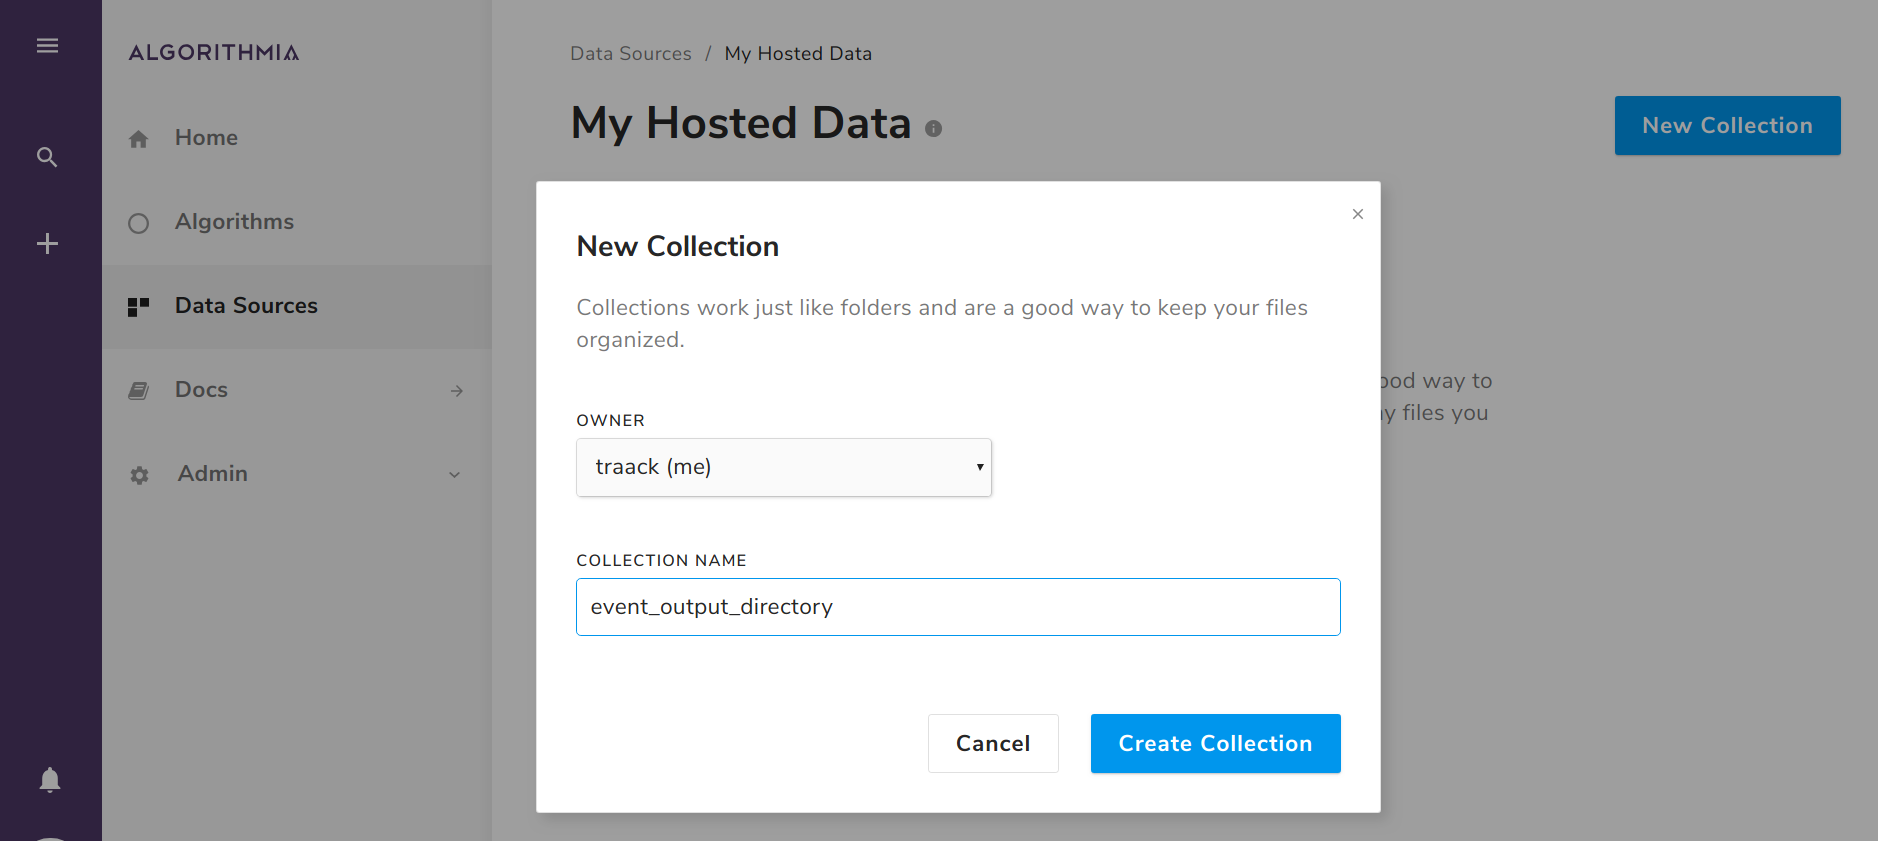 ALGORITHMIA
Home
Algorithms
Data Sources
Docs
Admin
Data Sources / My Hosted Data
My Hosted Data
New Collection
New Collection
Collections work just like folders and are a good way to keep your files
organized.
way to
files you
OWNER
traack (me)
COLLECTION NAME
event_output_directory
Cancel
Create Collection